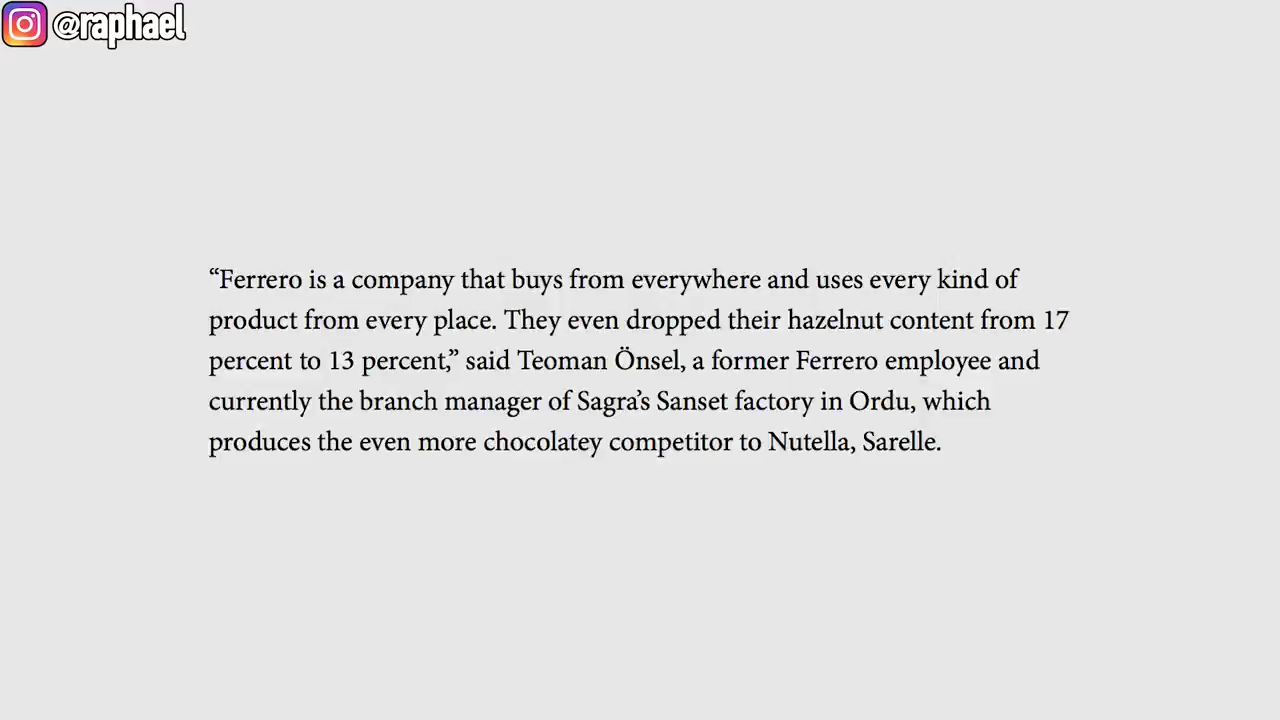 @raphael
“Ferrero is a company that buys from everywhere and uses every kind of
product from every place. They even dropped their hazelnut content from 17
percent to 13 percent,” said Teoman Önsel, a former Ferrero employee and
currently the branch manager of Sagra’s Sanset factory in Ordu, which
produces the even more chocolatey competitor to Nutella, Sarelle.